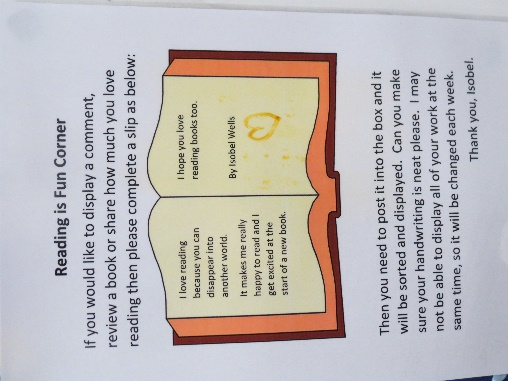 Reading is Fun Corner
If you would like to display a comment,
review a book or share how much you love
reading then please complete a slip as below:
I love reading
because you can
disappear into
another world.
It makes me really
happy to read and I
get excited at the
start of a new book.
I hope you love
reading books too.
By Isobel Wells
Then you need to post it into the box and it
will be sorted and displayed.  Can you make
sure your handwriting is neat please.  I may
not be able to display all of your work at the
same time, so it will be changed each week.
Thank you, Isobel.